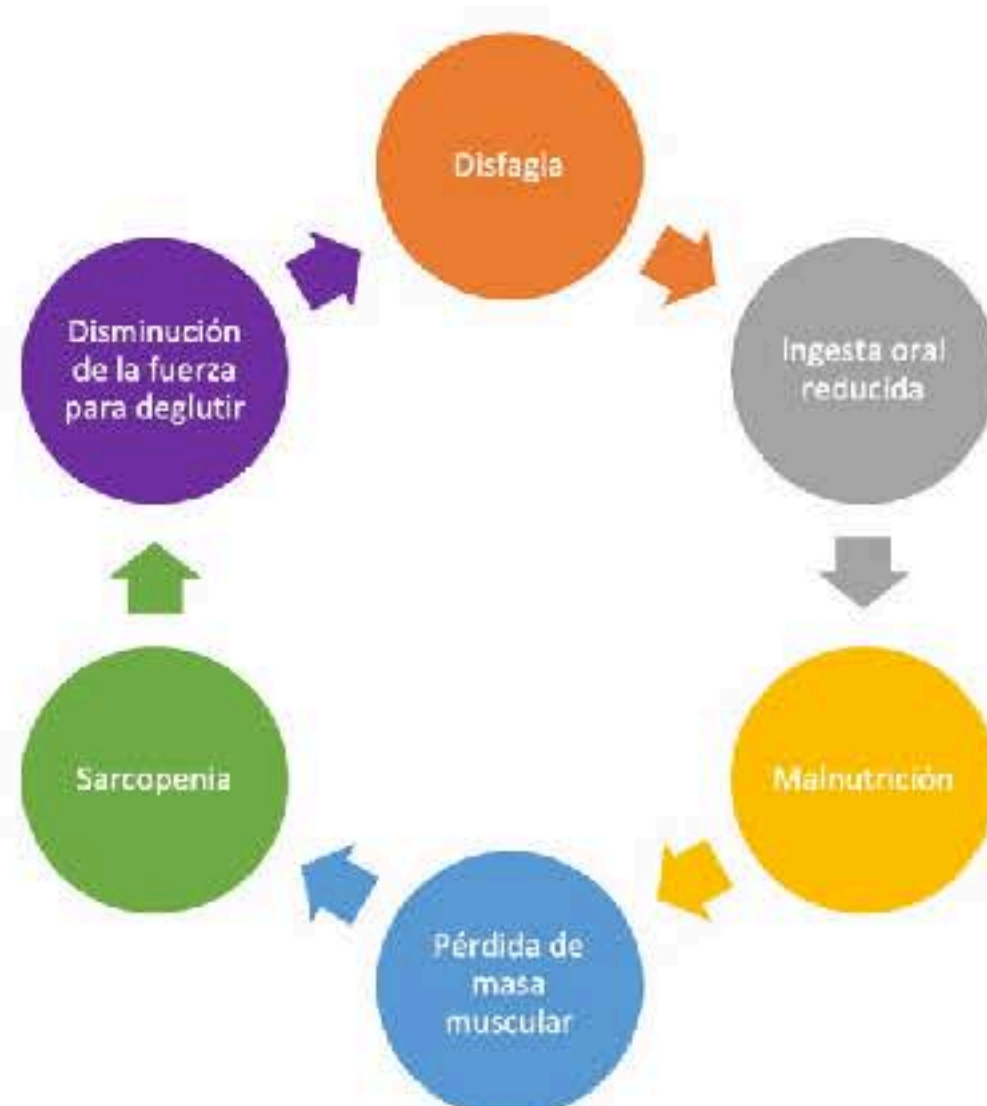 Disfagia
Ingesta oral
reducida
Malnutrición
Pérdida de
masa
muscular
Sarcopenia
Disminución
de la fuerza
para deglutir